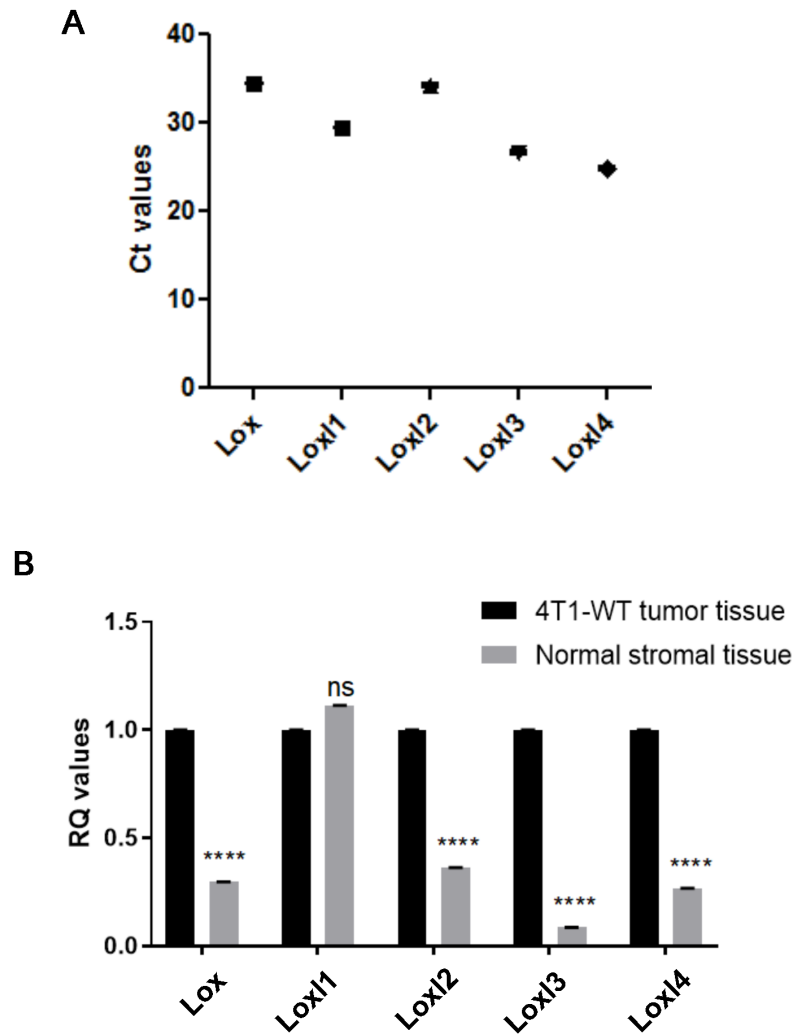 A
40
30
20
10
0
Ct values
Lox
Loxl1
Loxl2
Loxl3
Loxl4
B
4T1-WT tumor tissue
Normal stromal tissue
1.5
1.0
0.5
0.0
RQ values
ns
****
****
****
****
Lox
Loxl1
Loxl2
Loxl3
Loxl4